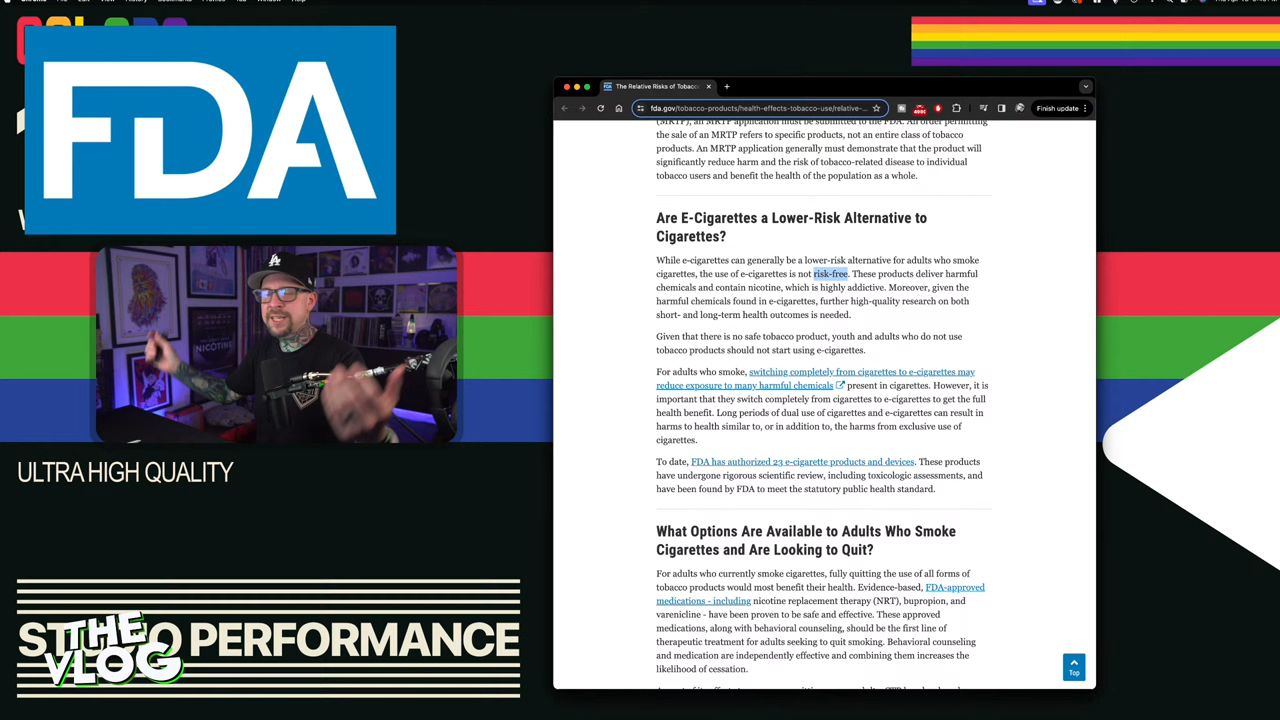 FDA
ULTRA HIGH QUALITY
THE
VLOG
PERFORMANCE
NICOTINE
LA
The Relative Risks of Tobacc
fda.gov/tobacco-products/health-effects-tobacco-use/relative-...
Finish update
(MRTP), an MRTP application must be submitted to the FDA. An order permitting
the sale of an MRTP refers to specific products, not an entire class of tobacco
products. An MRTP application generally must demonstrate that the product will
significantly reduce harm and the risk of tobacco-related disease to individual
tobacco users and benefit the health of the population as a whole.
Are E-Cigarettes a Lower-Risk Alternative to
Cigarettes?
While e-cigarettes can generally be a lower-risk alternative for adults who smoke
cigarettes, the use of e-cigarettes is not risk-free. These products deliver harmful
chemicals and contain nicotine, which is highly addictive. Moreover, given the
harmful chemicals found in e-cigarettes, further high-quality research on both
short- and long-term health outcomes is needed.
Given that there is no safe tobacco product, youth and adults who do not use
tobacco products should not start using e-cigarettes.
For adults who smoke, switching completely from cigarettes to e-cigarettes may
reduce exposure to many harmful chemicals present in cigarettes. However, it is
important that they switch completely from cigarettes to e-cigarettes to get the full
health benefit. Long periods of dual use of cigarettes and e-cigarettes can result in
harms to health similar to, or in addition to, the harms from exclusive use of
cigarettes.
To date, FDA has authorized 23 e-cigarette products and devices. These products
have undergone rigorous scientific review, including toxicologic assessments, and
have been found by FDA to meet the statutory public health standard.
What Options Are Available to Adults Who Smoke
Cigarettes and Are Looking to Quit?
For adults who currently smoke cigarettes, fully quitting the use of all forms of
tobacco products would most benefit their health. Evidence-based, FDA-approved
medications - including nicotine replacement therapy (NRT), bupropion, and
varenicline - have been proven to be safe and effective. These approved
medications, along with behavioral counseling, should be the first line of
therapeutic treatment for adults seeking to quit smoking. Behavioral counseling
and medication are independently effective and combining them increases the
likelihood of cessation.
Top